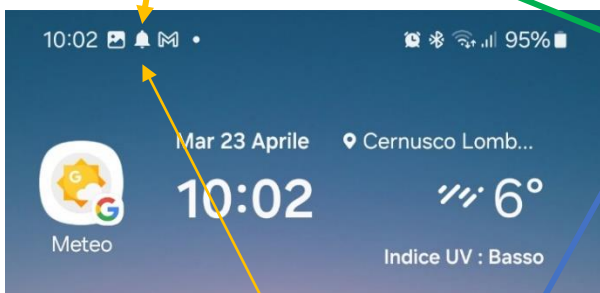 10:02 95%
Mar 23 Aprile Cernusco Lomb...
10:02 6°
Meteo
Indice UV : Basso